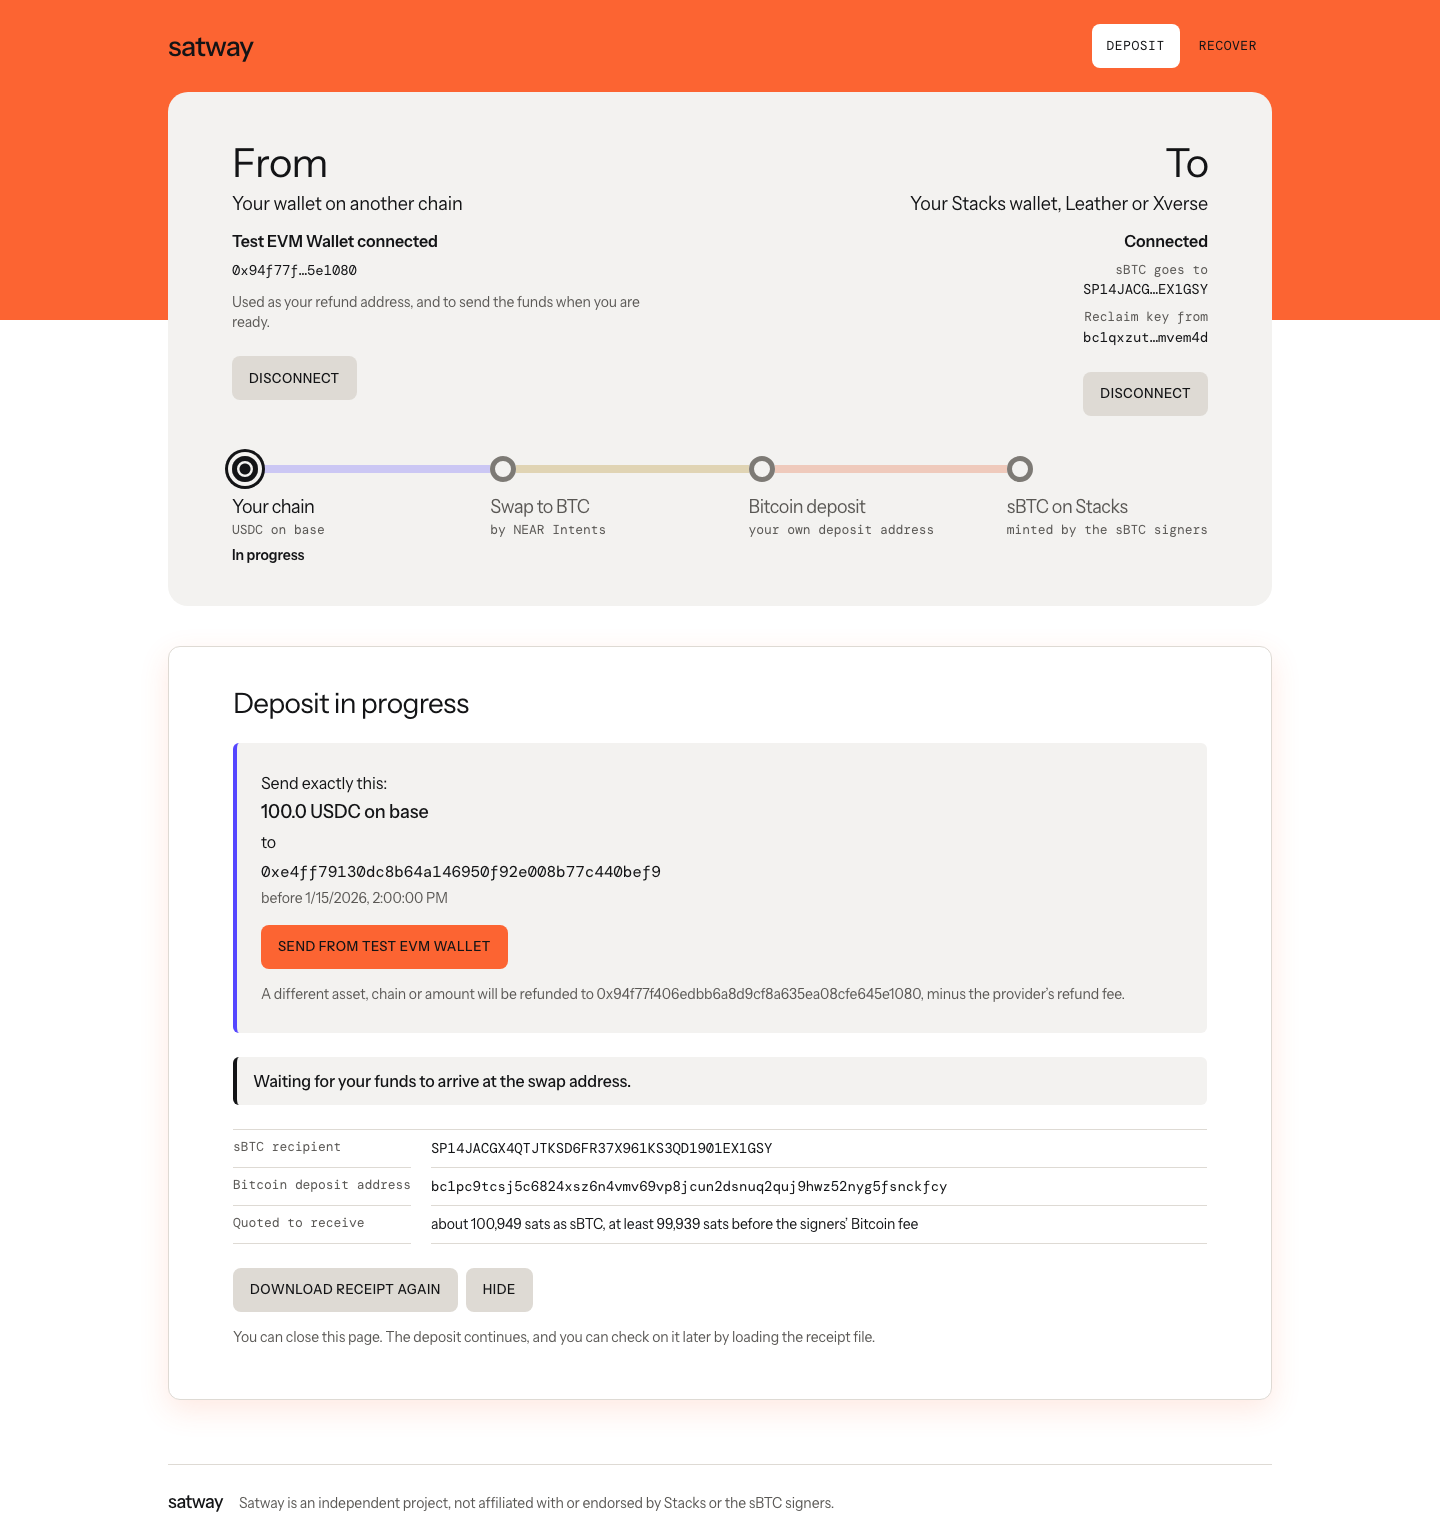 satway
DEPOSIT
RECOVER
From
Your wallet on another chain
Test EVM Wallet connected
0x94f77f…5e1080
Used as your refund address, and to send the funds when you are
ready.
DISCONNECT
To
Your Stacks wallet, Leather or Xverse
Connected
sBTC goes to
SP14JACG…EX1GSY
Reclaim key from
bc1qxzut…mvem4d
DISCONNECT
Your chain
USDC on base
In progress
Swap to BTC
by NEAR Intents
Bitcoin deposit
your own deposit address
sBTC on Stacks
minted by the sBTC signers
Deposit in progress
Send exactly this:
100.0 USDC on base
to
0xe4ff79130dc8b64a146950f92e008b77c440bef9
before 1/15/2026, 2:00:00 PM
SEND FROM TEST EVM WALLET
A different asset, chain or amount will be refunded to 0x94f77f406edbb6a8d9cf8a635ea08cfe645e1080, minus the provider’s refund fee.
Waiting for your funds to arrive at the swap address.
sBTC recipient
SP14JACGX4QTJTKSD6FR37X961KS3QD1901EX1GSY
Bitcoin deposit address
bc1pc9tcsj5c6824xsz6n4vmv69vp8jcun2dsnuq2quj9hwz52nyg5fsnckfcy
Quoted to receive
about 100,949 sats as sBTC, at least 99,939 sats before the signers’ Bitcoin fee
DOWNLOAD RECEIPT AGAIN
HIDE
You can close this page. The deposit continues, and you can check on it later by loading the receipt file.
satway
Satway is an independent project, not affiliated with or endorsed by Stacks or the sBTC signers.